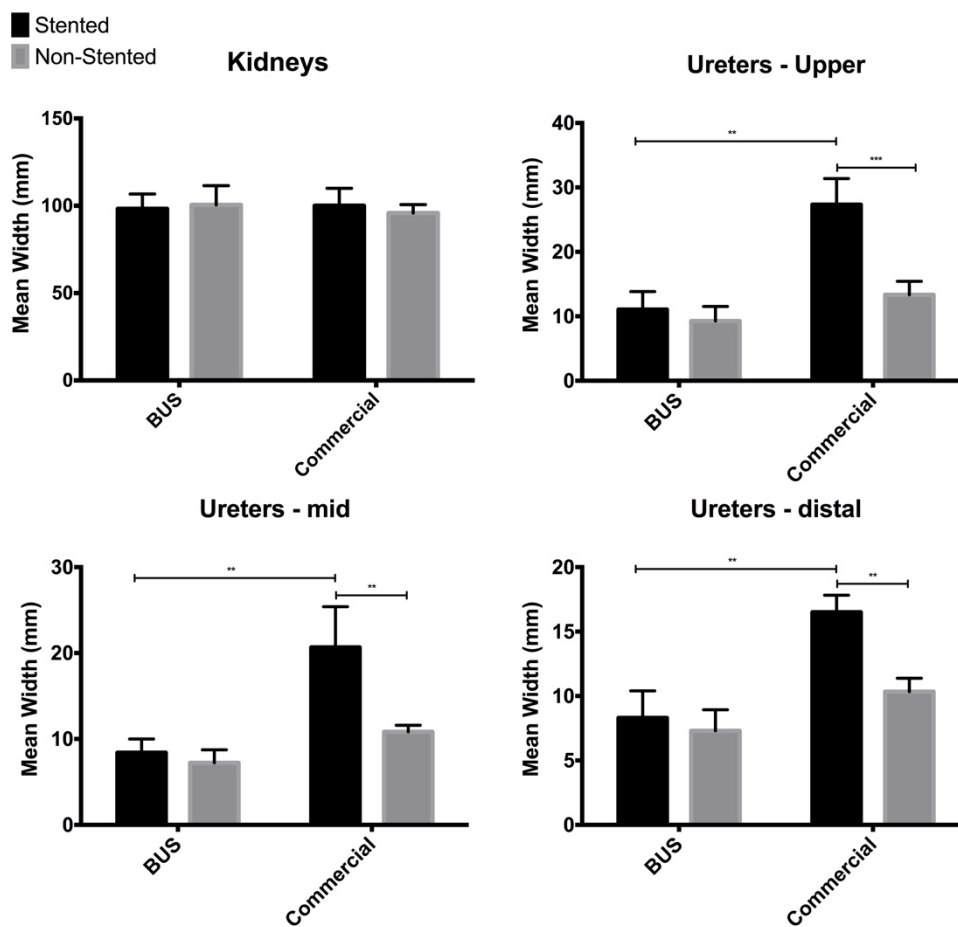 Stented
Non-Stented
Kidneys
Mean Width (mm)
150
100
50
0
BUS
Commercial
Ureters - Upper
Mean Width (mm)
40
30
20
10
0
**
***
BUS
Commercial
Ureters - mid
Mean Width (mm)
30
20
10
0
**
**
BUS
Commercial
Ureters - distal
Mean Width (mm)
20
15
10
5
0
**
**
BUS
Commercial